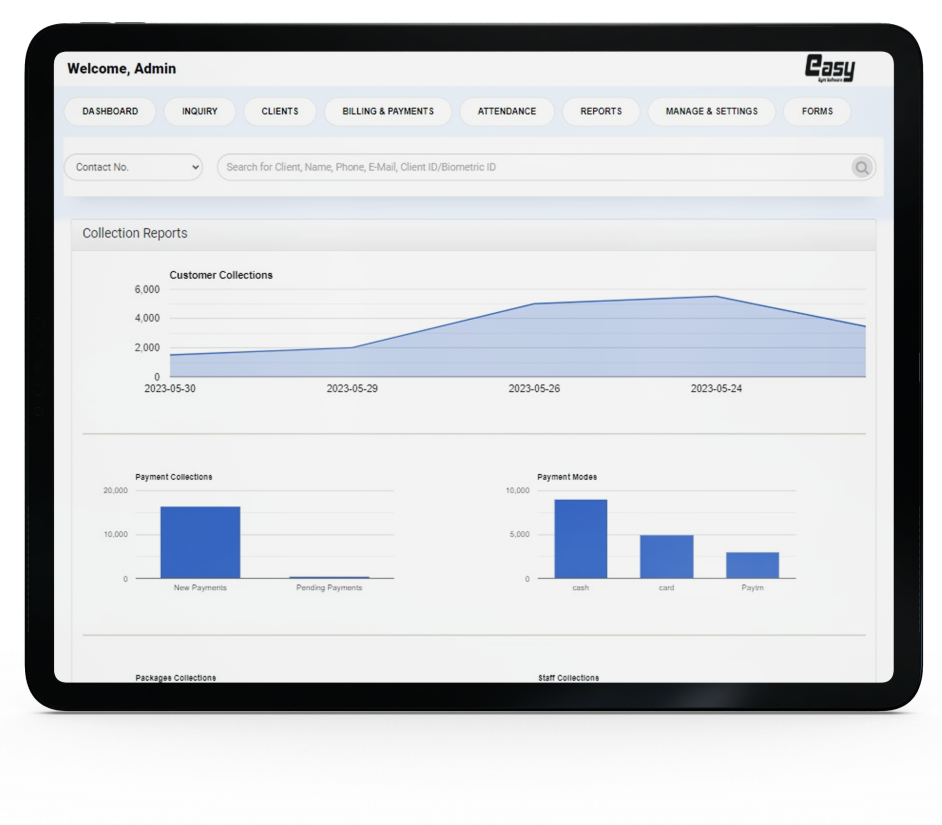 Welcome, Admin
Easy
Gym Software
DASHBOARD INQUIRY CLIENTS BILLING & PAYMENTS ATTENDANCE REPORTS MANAGE & SETTINGS FORMS
Contact No. Search for Client, Name, Phone, E-Mail, Client ID/Biometric ID
Collection Reports
Customer Collections
6,000
4,000
2,000
0
2023-05-30 2023-05-29 2023-05-26 2023-05-24
Payment Collections
20,000
10,000
0
New Payments Pending Payments
Payment Modes
10,000
5,000
0
cash card Paytm
Packages Collections Staff Collections